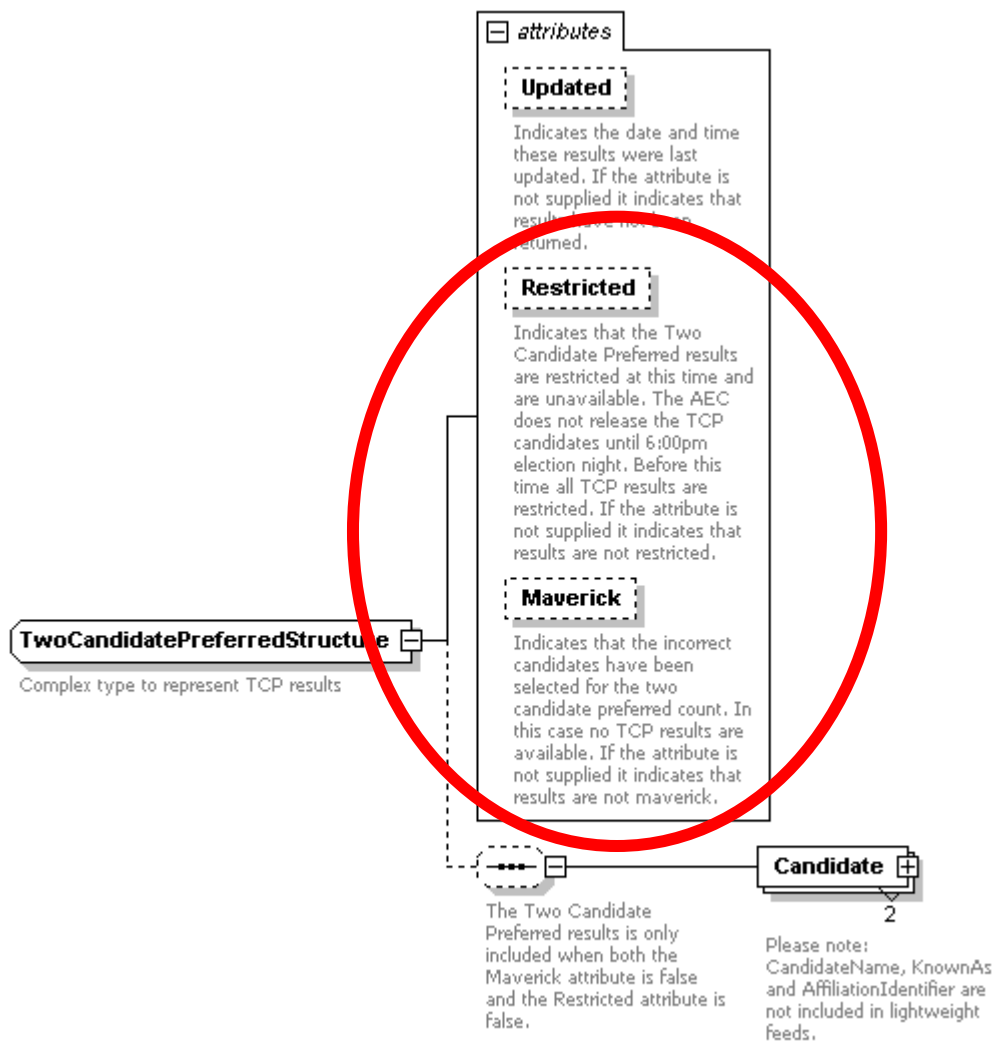 attributes
Updated
Indicates the date and time
these results were last
updated. If the attribute is
not supplied it indicates that
results have not been
returned.
Restricted
Indicates that the Two
Candidate Preferred results
are restricted at this time and
are unavailable. The AEC
does not release the TCP
candidates until 6:00pm
election night. Before this
time all TCP results are
restricted. If the attribute is
not supplied it indicates that
results are not restricted.
Maverick
Indicates that the incorrect
candidates have been
selected for the two
candidate preferred count. In
this case no TCP results are
available. If the attribute is
not supplied it indicates that
results are not maverick.
TwoCandidatePreferredStructure
Complex type to represent TCP results
Candidate
2
The Two Candidate
Preferred results is only
included when both the
Maverick attribute is false
and the Restricted attribute is
false.
Please note:
CandidateName, KnownAs
and AffiliationIdentifier are
not included in lightweight
feeds.